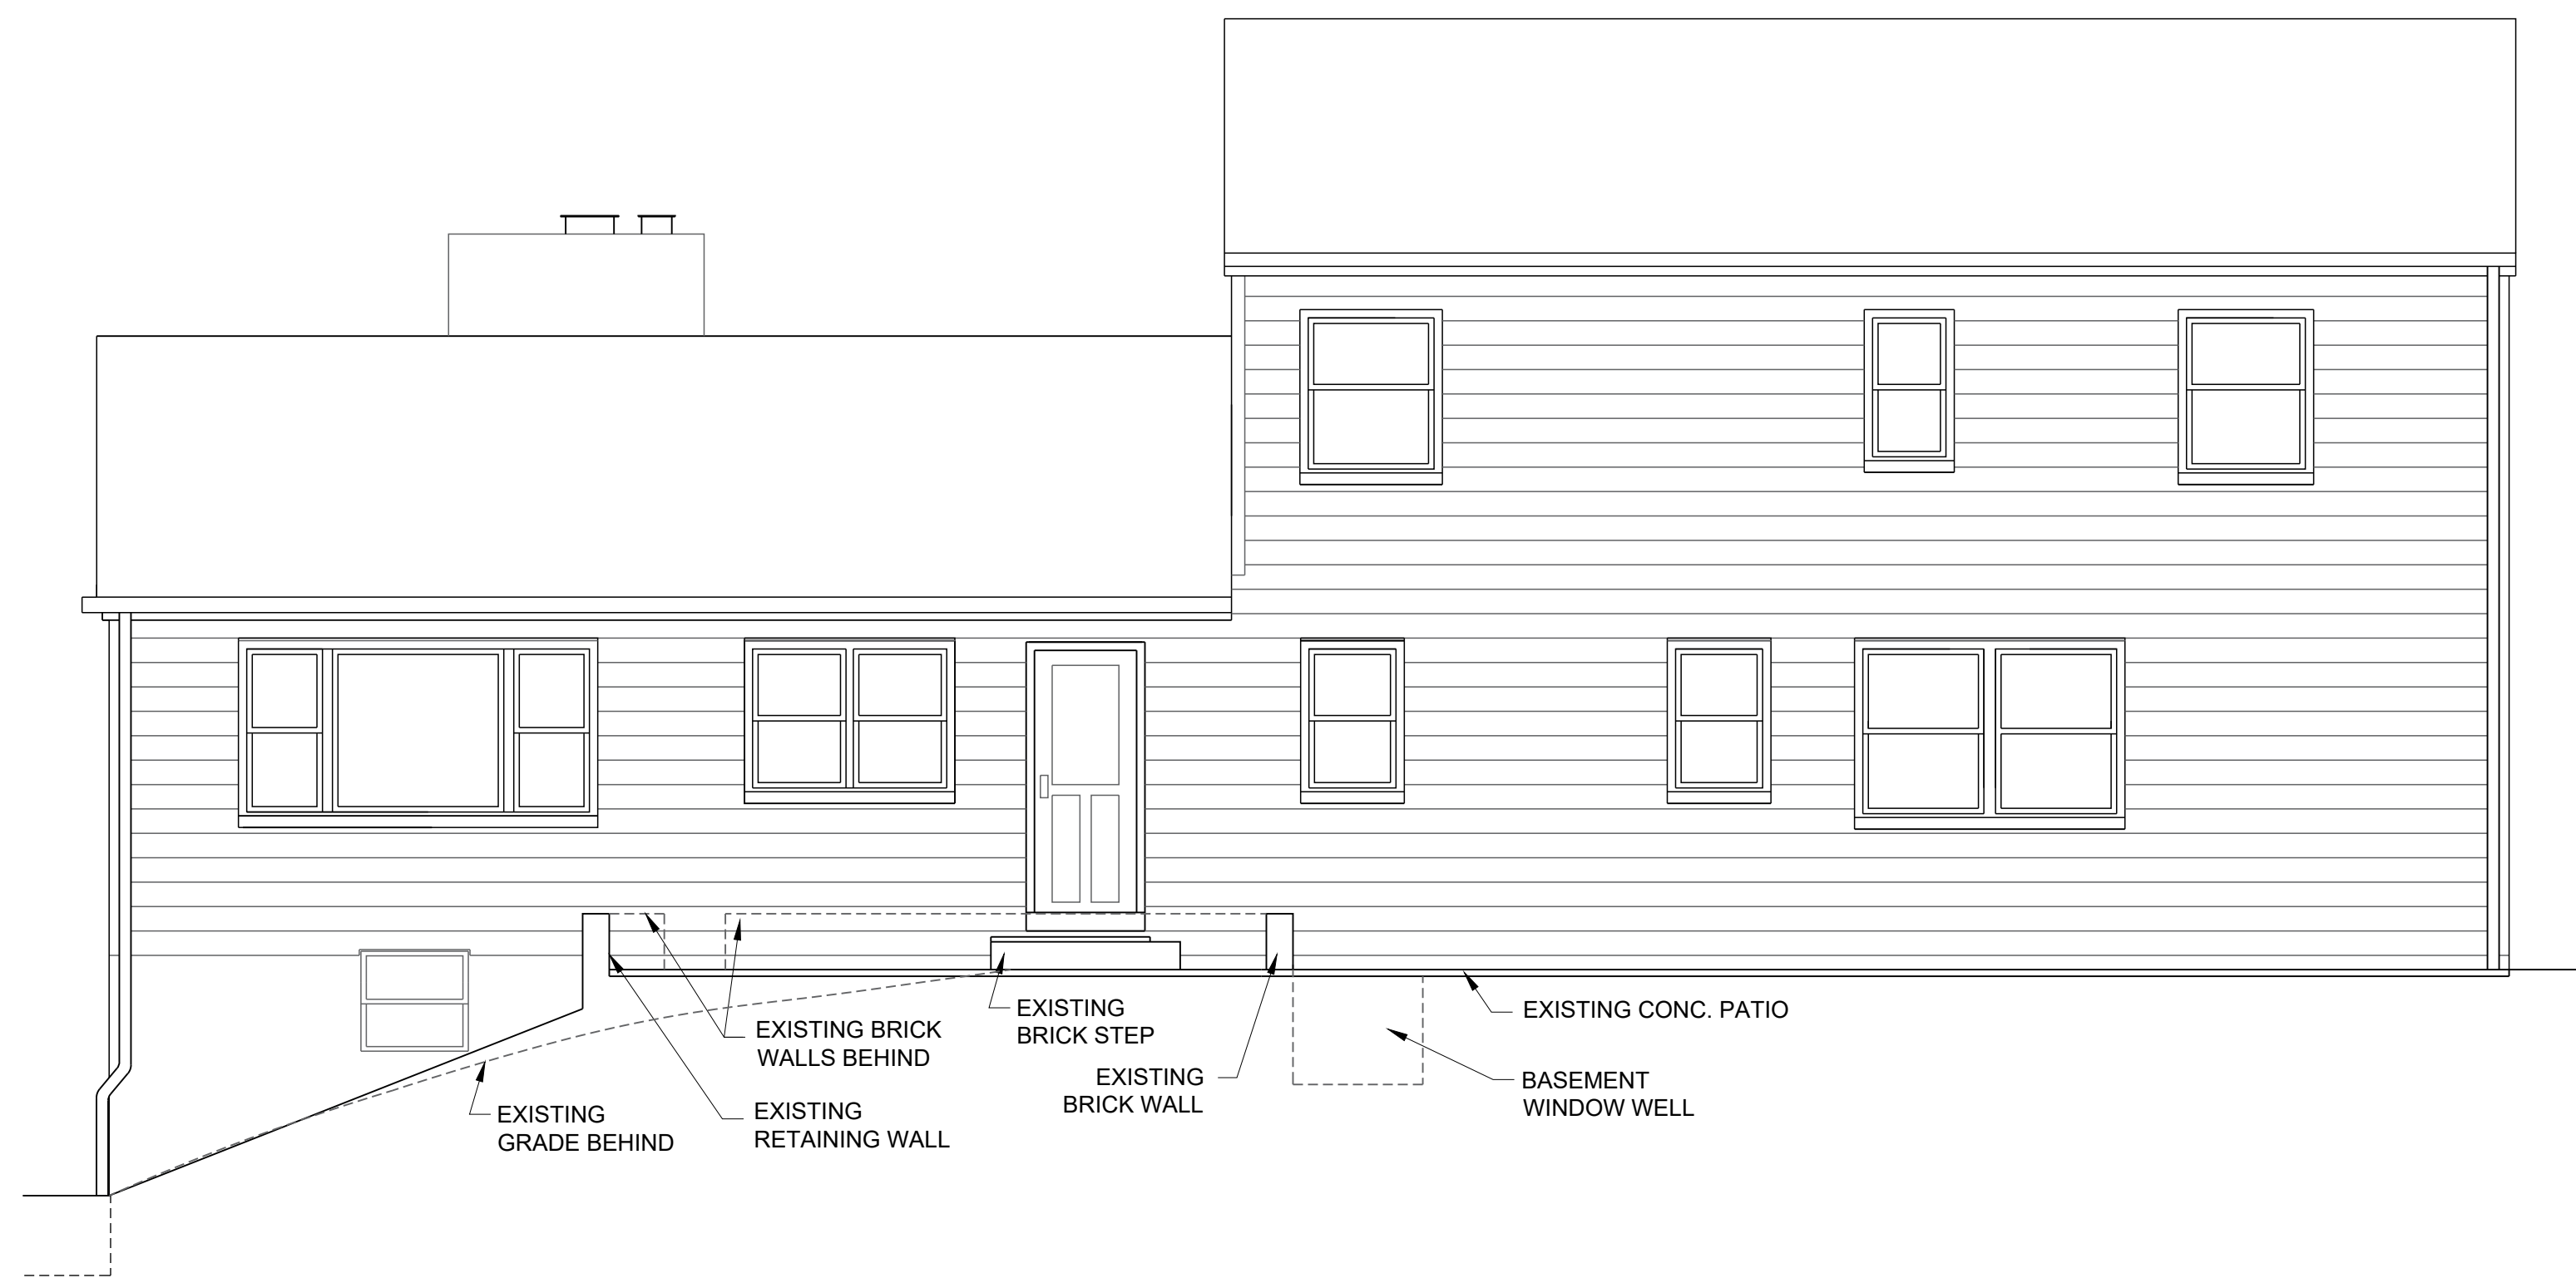 EXISTING BRICK
WALLS BEHIND
EXISTING
BRICK STEP
EXISTING CONC. PATIO
EXISTING
BRICK WALL
BASEMENT
WINDOW WELL
EXISTING
GRADE BEHIND
EXISTING
RETAINING WALL